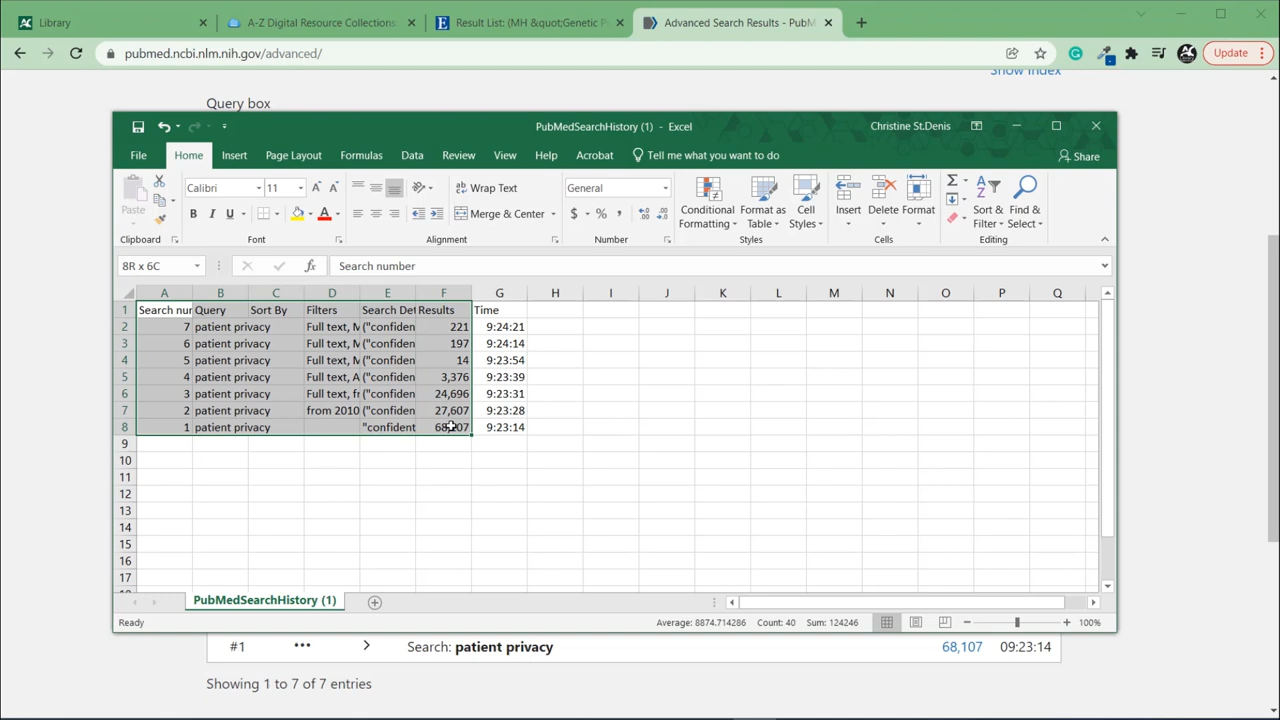 Library
A-Z Digital Resource Collections:
Result List: (MH &quot;Genetic P
Advanced Search Results - PubM
pubmed.ncbi.nlm.nih.gov/advanced/
Update
Show Index
Query box
PubMedSearchHistory (1) - Excel
Christine St.Denis
File Home Insert Page Layout Formulas Data Review View Help Acrobat Tell me what you want to do Share
Paste
Calibri 11
B I U
Wrap Text
Merge & Center
General
$ % ,
Conditional Formatting
Format as Table
Cell Styles
Insert
Delete
Format
Sort & Filter
Find & Select
Clipboard Font Alignment Number Styles Cells Editing
8R x 6C fx Search number
A B C D E F G H I J K L M N O P Q
1 Search nur Query Sort By Filters Search Det Results Time
2 7 patient privacy Full text, M ("confiden 221 9:24:21
3 6 patient privacy Full text, M ("confiden 197 9:24:14
4 5 patient privacy Full text, M ("confiden 14 9:23:54
5 4 patient privacy Full text, A ("confiden 3,376 9:23:39
6 3 patient privacy Full text, fr ("confiden 24,696 9:23:31
7 2 patient privacy from 2010 ("confiden 27,607 9:23:28
8 1 patient privacy "confident 68,107 9:23:14
9
10
11
12
13
14
15
16
17
PubMedSearchHistory (1)
Ready Average: 8874.714286 Count: 40 Sum: 124246 100%
#1 Search: patient privacy 68,107 09:23:14
Showing 1 to 7 of 7 entries